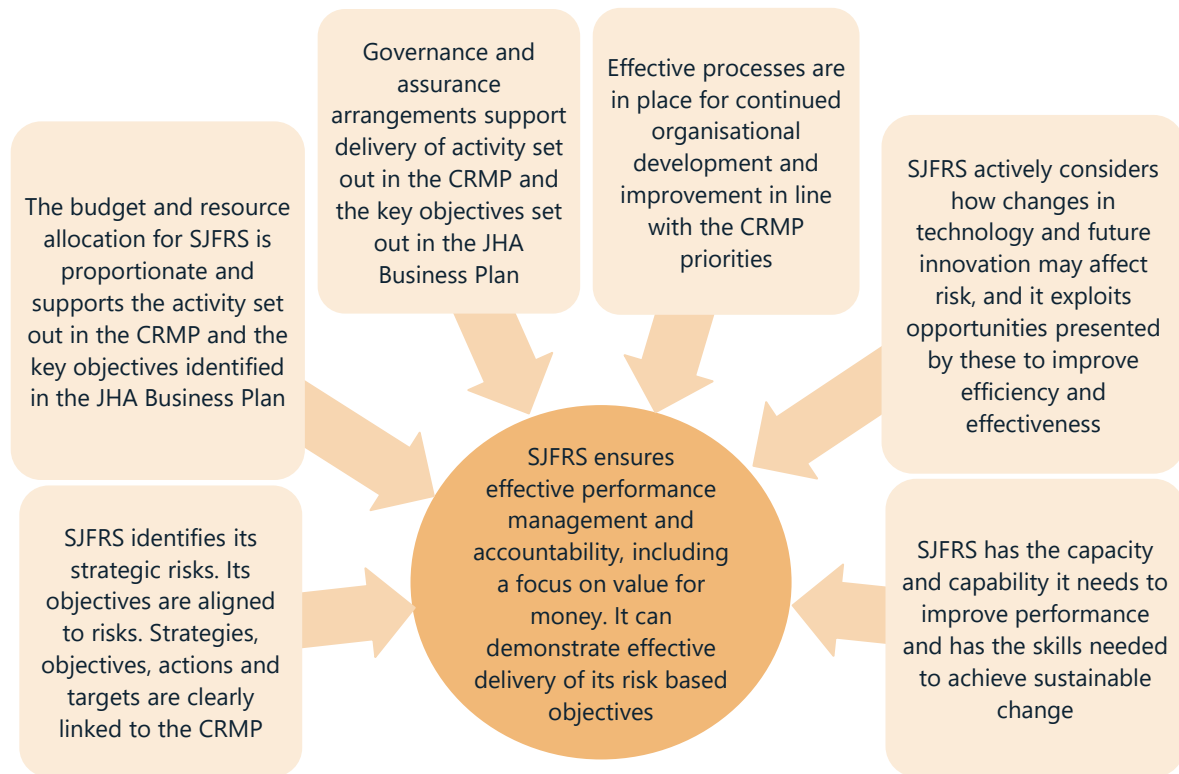 Governance and
assurance
arrangements support
delivery of activity set
out in the CRMP and
the key objectives set
out in the JHA
Business Plan
Effective processes are
in place for continued
organisational
development and
improvement in line
with the CRMP
priorities
The budget and resource
allocation for SJFRS is
proportionate and
supports the activity set
out in the CRMP and the
key objectives identified
in the JHA Business Plan
SJFRS actively considers
how changes in
technology and future
innovation may affect
risk, and it exploits
opportunities presented
by these to improve
efficiency and
effectiveness
SJFRS identifies its
strategic risks. Its
objectives are aligned
to risks. Strategies,
objectives, actions and
targets are clearly
linked to the CRMP
SJFRS ensures
effective performance
management and
accountability, including
a focus on value for
money. It can
demonstrate effective
delivery of its risk based
objectives
SJFRS has the capacity
and capability it needs to
improve performance
and has the skills needed
to achieve sustainable
change